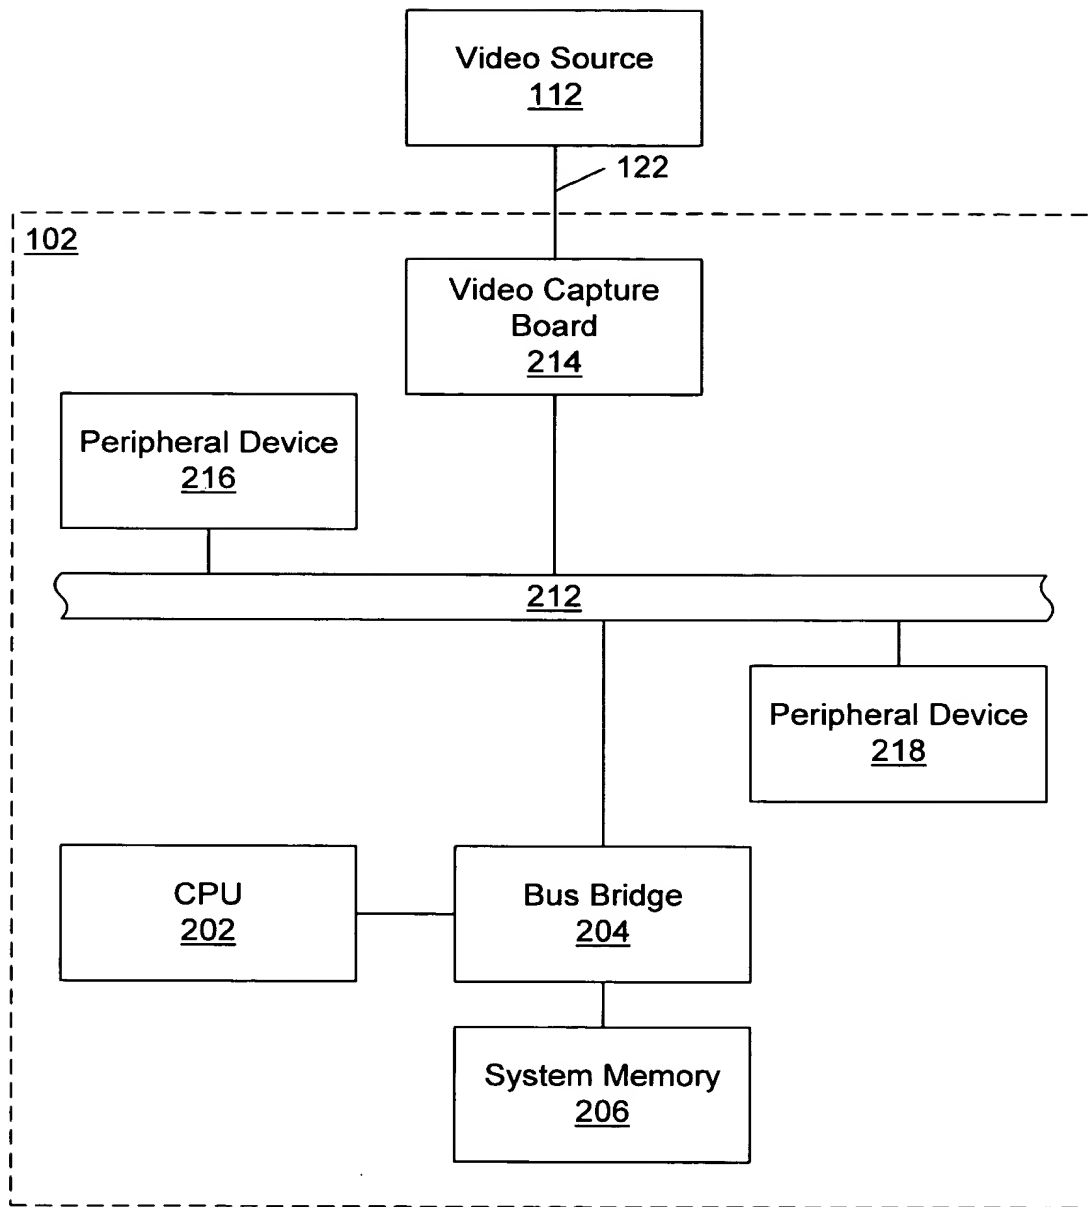 Video Source
112
122
102
Video Capture
Board
214
Peripheral Device
216
212
Peripheral Device
218
CPU
202
Bus Bridge
204
System Memory
206